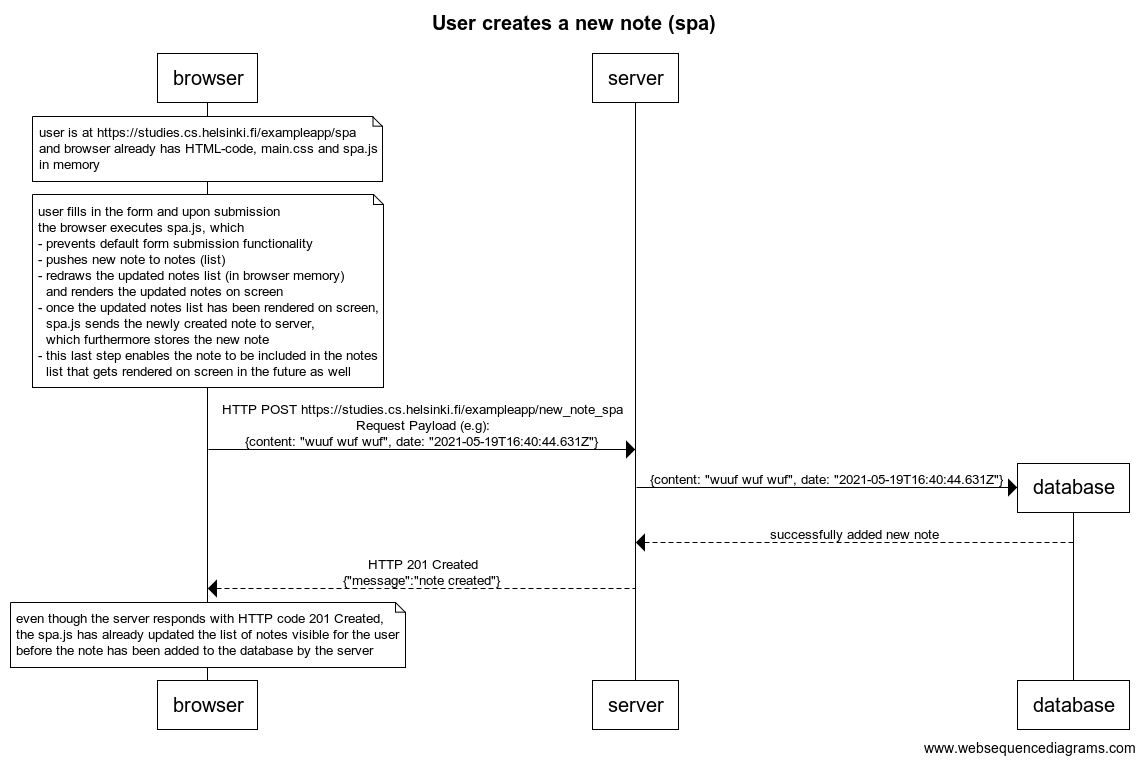 User creates a new note (spa)
browser
server
user is at https://studies.cs.helsinki.fi/exampleapp/spa
and browser already has HTML-code, main.css and spa.js
in memory
user fills in the form and upon submission
the browser executes spa.js, which
- prevents default form submission functionality
- pushes new note to notes (list)
- redraws the updated notes list (in browser memory)
and renders the updated notes on screen
- once the updated notes list has been rendered on screen,
spa.js sends the newly created note to server,
which furthermore stores the new note
- this last step enables the note to be included in the notes
list that gets rendered on screen in the future as well
HTTP POST https://studies.cs.helsinki.fi/exampleapp/new_note_spa
Request Payload (e.g):
{content: "wuuf wuf wuf", date: "2021-05-19T16:40:44.631Z"}
{content: "wuuf wuf wuf", date: "2021-05-19T16:40:44.631Z"}
database
successfully added new note
HTTP 201 Created
{"message":"note created"}
even though the server responds with HTTP code 201 Created,
the spa.js has already updated the list of notes visible for the user
before the note has been added to the database by the server
browser
server
database
www.websequencediagrams.com